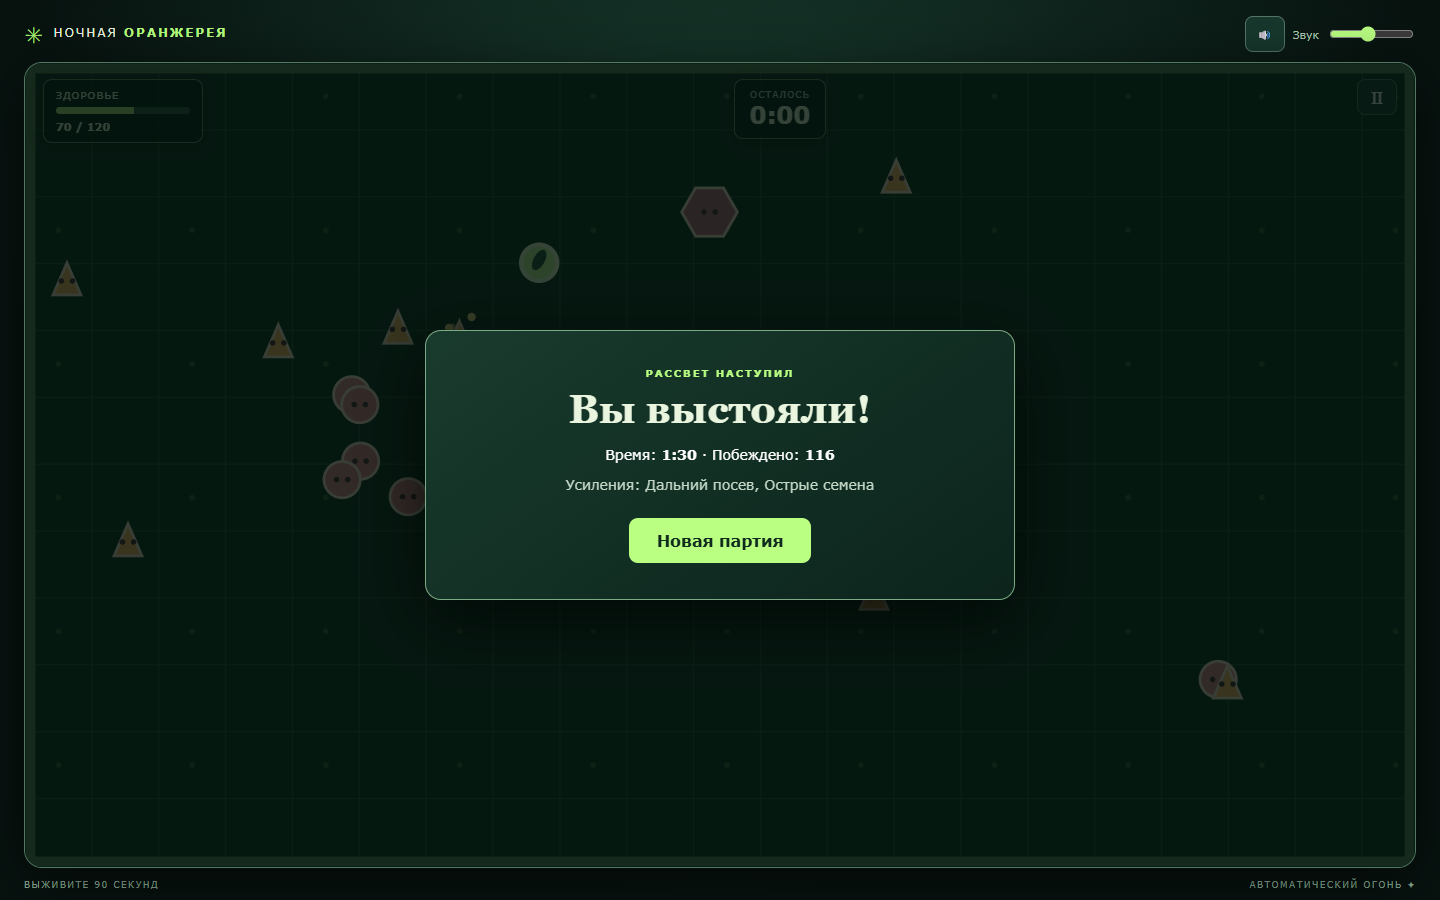 НОЧНАЯ ОРАНЖЕРЕЯ
Звук
ЗДОРОВЬЕ
70 / 120
ОСТАЛОСЬ
0:00
II
РАССВЕТ НАСТУПИЛ
Вы выстояли!
Время: 1:30 · Побеждено: 116
Усиления: Дальний посев, Острые семена
Новая партия
ВЫЖИВИТЕ 90 СЕКУНД
АВТОМАТИЧЕСКИЙ ОГОНЬ ✦